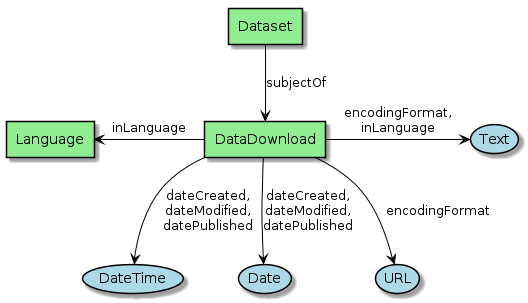 Dataset
subjectOf
encodingFormat,
inLanguage
inLanguage
Language
DataDownload
Text
dateCreated,
dateModified,
datePublished
dateCreated,
dateModified,
datePublished
encodingFormat
DateTime
Date
URL